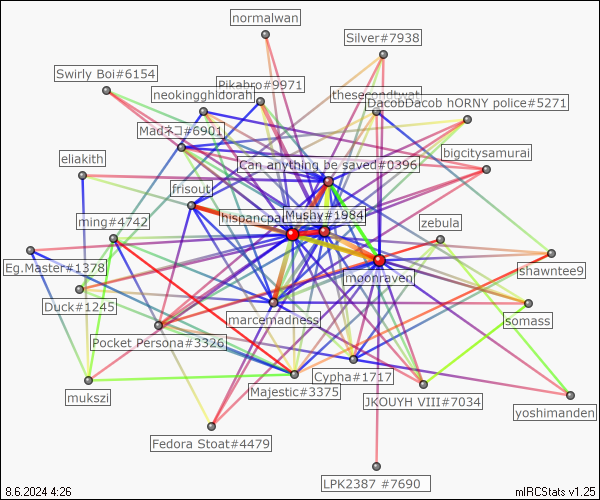 normalwan
Silver#7938
Swirly Boi#6154
Pikabro#9971
neokingghidorah
thesecondtwat
DacobDacob hORNY police#5271
Madネコ#6901
bigcitysamurai
eliakith
Can anything be saved#0396
frisout
Mushy#1984
ming#4742
zebula
Eg.Master#1378
moonraven
shawntee9
Duck#1245
somass
marcemadness
Pocket Persona#3326
Cypha#1717
Majestic#3375
mukszi
JKOUYH VIII#7034
yoshimanden
Fedora Stoat#4479
LPK2387 #7690
8.6.2024 4:26
mIRCStats v1.25